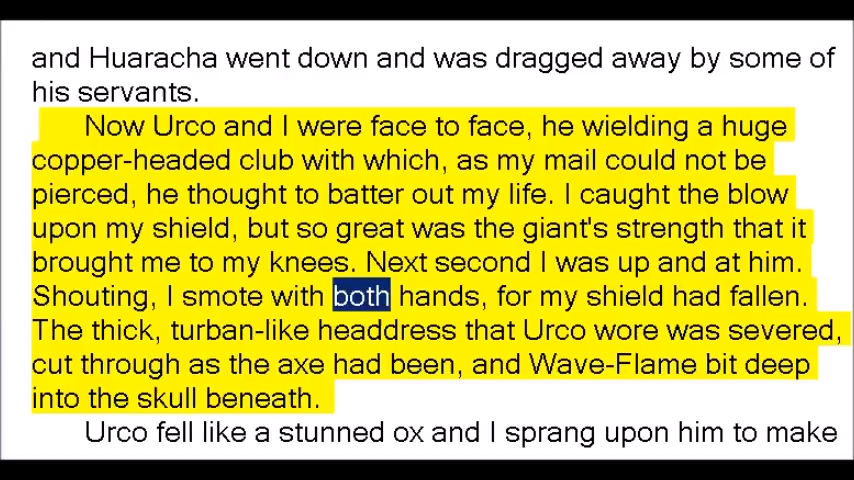 and Huaracha went down and was dragged away by some of
his servants.
Now Urco and I were face to face, he wielding a huge
copper-headed club with which, as my mail could not be
pierced, he thought to batter out my life. I caught the blow
upon my shield, but so great was the giant's strength that it
brought me to my knees. Next second I was up and at him.
Shouting, I smote with both hands, for my shield had fallen.
The thick, turban-like headdress that Urco wore was severed,
cut through as the axe had been, and Wave-Flame bit deep
into the skull beneath.
Urco fell like a stunned ox and I sprang upon him to make